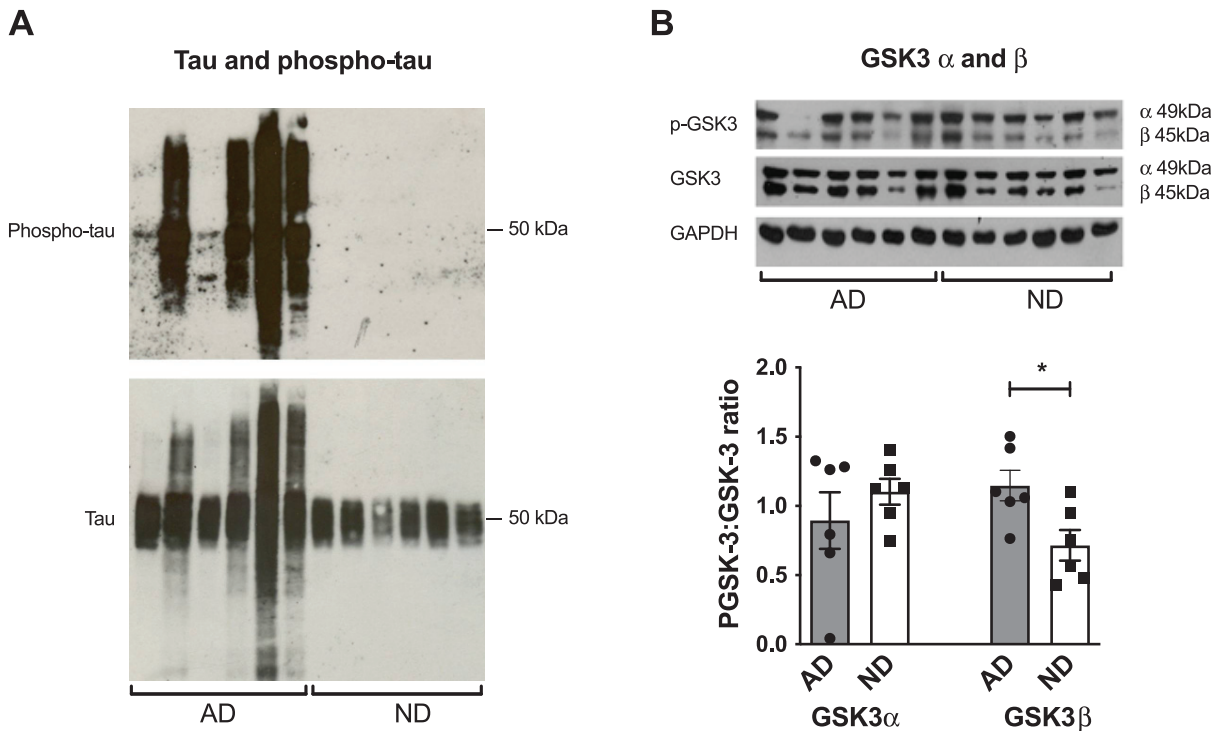 A
Tau and phospho-tau
Phospho-tau
50 kDa
Tau
50 kDa
AD
ND
B
GSK3 α and β
p-GSK3
α 49kDa
β 45kDa
GSK3
α 49kDa
β 45kDa
GAPDH
AD
ND
PGSK-3:GSK-3 ratio
2.0
1.5
1.0
0.5
0.0
*
AD
ND
AD
ND
GSK3α
GSK3β